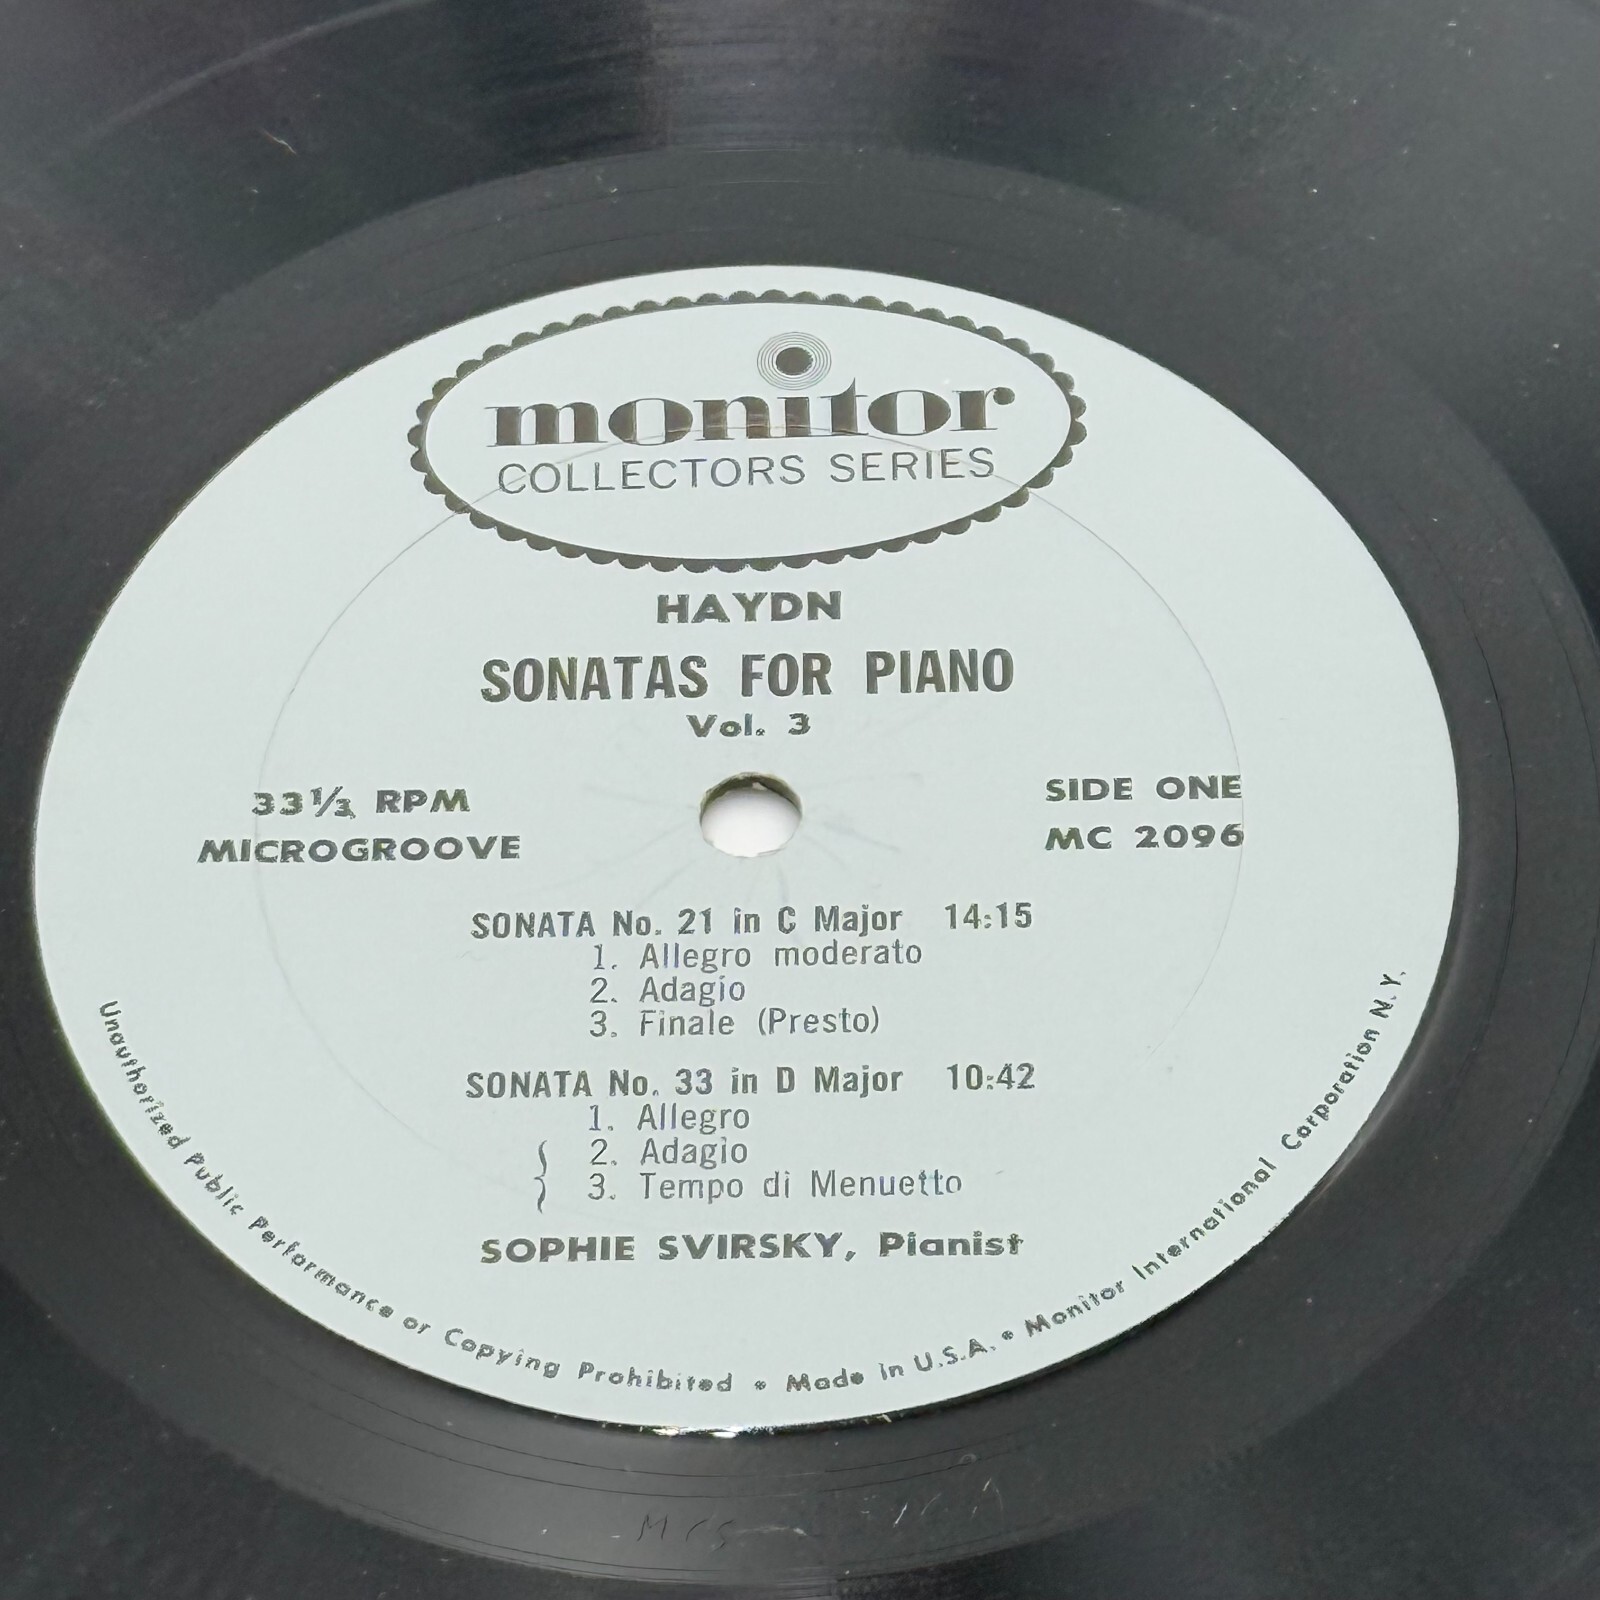 monitor
COLLECTORS SERIES
HAYDN
SONATAS FOR PIANO
Vol. 3
33 1/3 RPM
MICROGROOVE
SIDE ONE
MC 2096
SONATA No. 21 in C Major 14:15
1. Allegro moderato
2. Adagio
3. Finale (Presto)
SONATA No. 33 in D Major 10:42
1. Allegro
2. Adagio
3. Tempo di Menuetto
SOPHIE SVIRSKY, Pianist
Unauthorized Public Performance or Copying Prohibited • Made in U.S.A. • Monitor International Corporation N.Y.